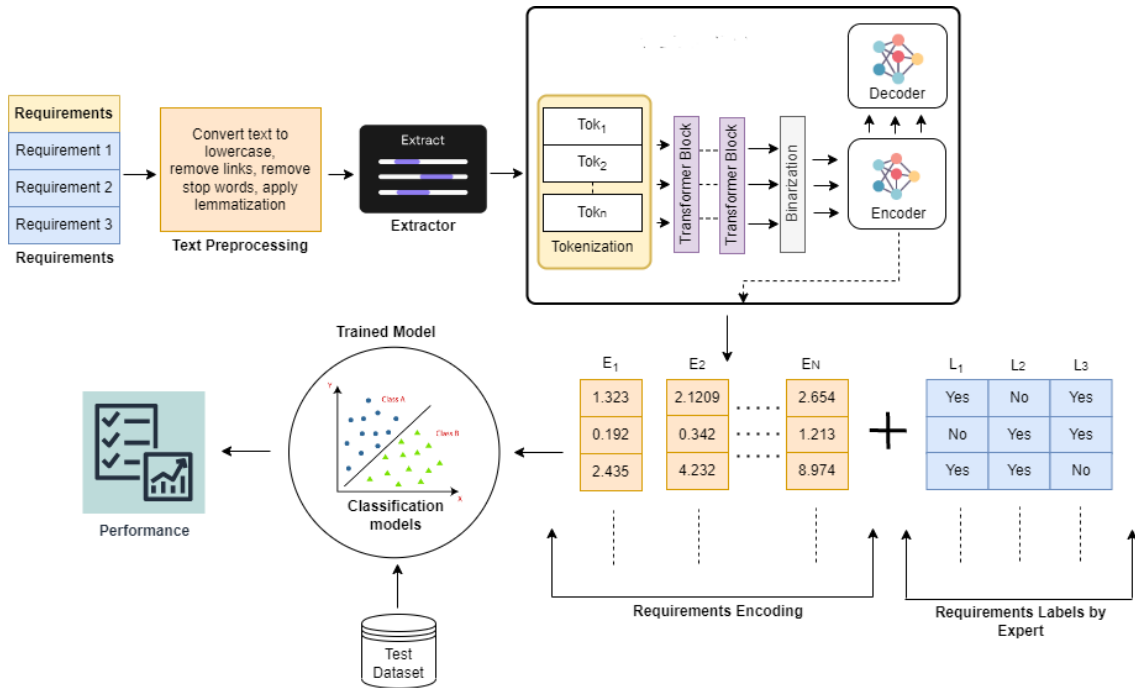 Requirements
Requirement 1
Requirement 2
Requirement 3
Requirements
Convert text to
lowercase,
remove links, remove
stop words, apply
lemmatization
Text Preprocessing
Extract
Extractor
Tok1
Tok2
Tokn
Tokenization
Transformer Block
Transformer Block
Binarization
Decoder
Encoder
E1 E2 EN
1.323 2.1209 2.654
0.192 0.342 1.213
2.435 4.232 8.974
Requirements Encoding
L1 L2 L3
Yes No Yes
No Yes Yes
Yes Yes No
Requirements Labels by
Expert
Trained Model
Y
Class A
Class B
X
Classification
models
Performance
Test
Dataset